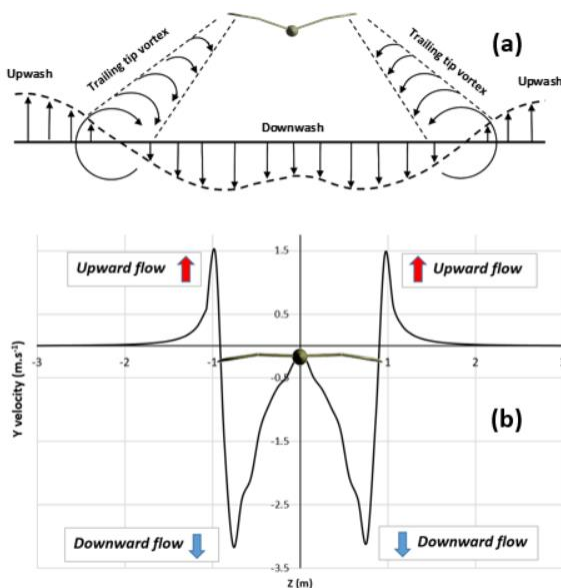 (a)
Upwash
Trailing tip vortex
Trailing tip vortex
Upwash
Downwash
1.5
Upward flow
Upward flow
0.5
-3
-2
-1
1
2
3
-0.5
Y velocity (m.s-1)
-1.5
(b)
-2.5
Downward flow
Downward flow
-3.5
Z (m)